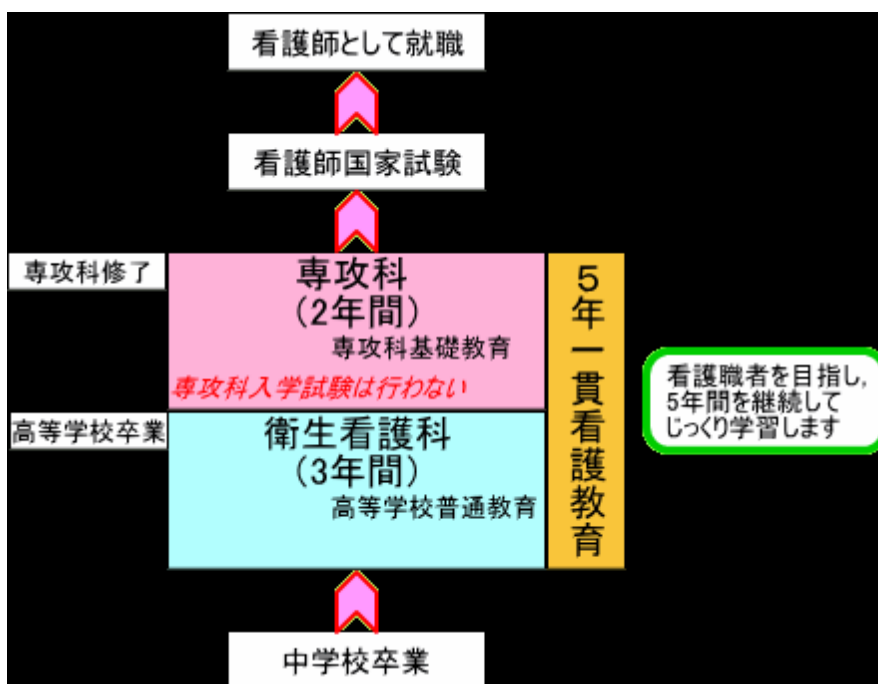 看護師として就職
看護師国家試験
専攻科修了
専攻科
(2年間)
専攻科基礎教育
専攻科入学試験は行わない
高等学校卒業
衛生看護科
(3年間)
高等学校普通教育
5年一貫看護教育
看護職者を目指し,
5年間を継続して
じっくり学習します
中学校卒業